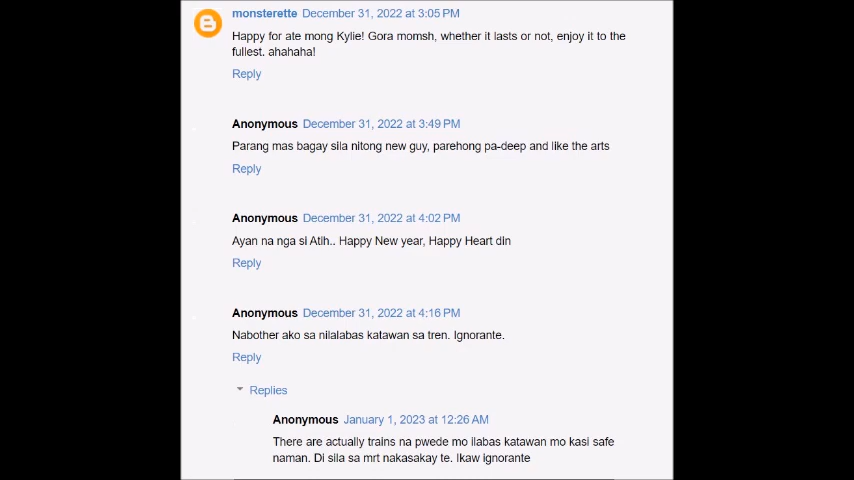 monsterette December 31, 2022 at 3:05 PM
Happy for ate mong Kylie! Gora momsh, whether it lasts or not, enjoy it to the
fullest. ahahaha!
Reply
Anonymous December 31, 2022 at 3:49 PM
Parang mas bagay sila nitong new guy, parehong pa-deep and like the arts
Reply
Anonymous December 31, 2022 at 4:02 PM
Ayan na nga si Atih.. Happy New year, Happy Heart din
Reply
Anonymous December 31, 2022 at 4:16 PM
Nabother ako sa nilalabas katawan sa tren. Ignorante.
Reply
Replies
Anonymous January 1, 2023 at 12:26 AM
There are actually trains na pwede mo ilabas katawan mo kasi safe
naman. Di sila sa mrt nakasakay te. Ikaw ignorante